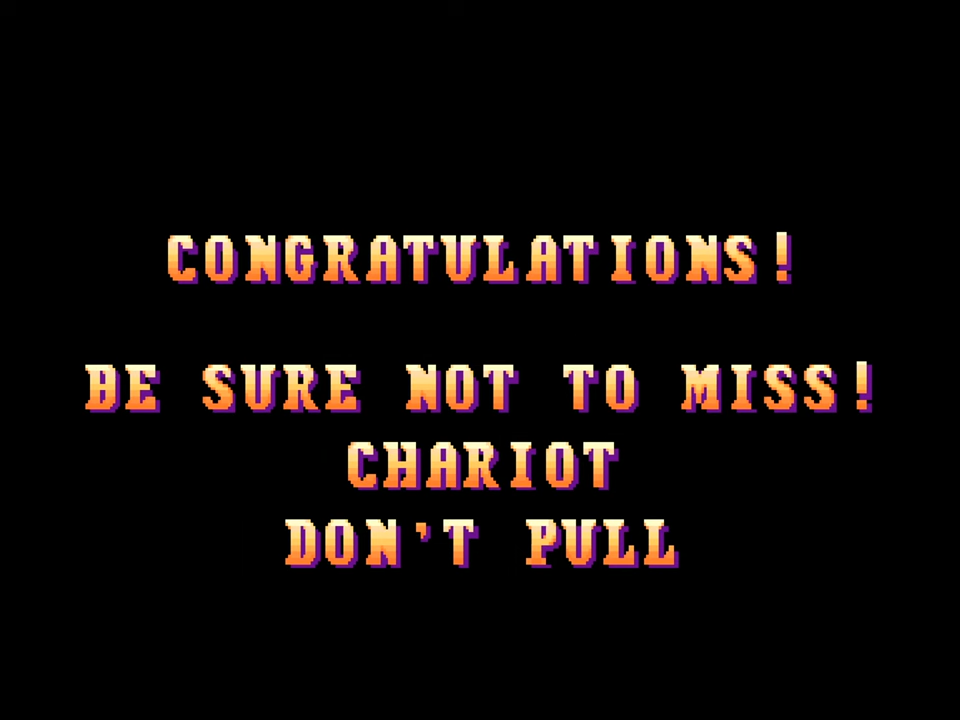 CONGRATULATIONS!
BE SURE NOT TO MISS!
CHARIOT
DON'T PULL